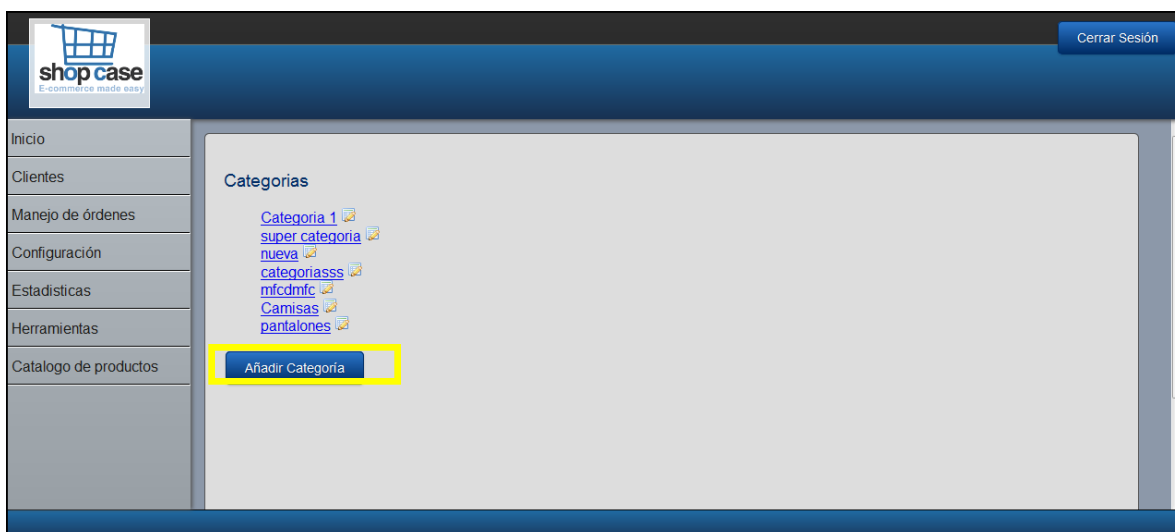 Cerrar Sesión
shop case
E-commerce made easy
Inicio
Clientes
Manejo de órdenes
Configuración
Estadisticas
Herramientas
Catalogo de productos
Categorias
Categoria 1
super categoria
nueva
categoriasss
mfcdmfc
Camisas
pantalones
Añadir Categoría